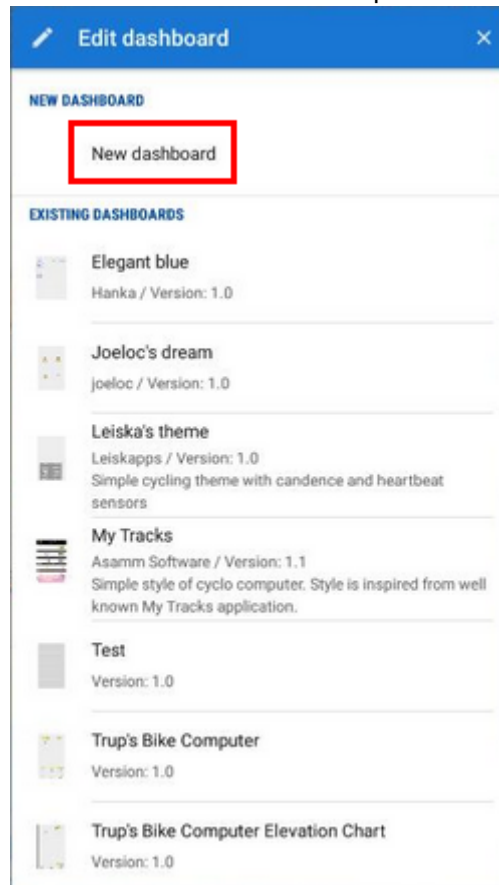 Edit dashboard
NEW DASHBOARD
New dashboard
EXISTING DASHBOARDS
Elegant blue
Hanka / Version: 1.0
Joeloc's dream
joeloc / Version: 1.0
Leiska's theme
Leiskapps / Version: 1.0
Simple cycling theme with candence and heartbeat
sensors
My Tracks
Asamm Software / Version: 1.1
Simple style of cyclo computer. Style is inspired from well
known My Tracks application.
Test
Version: 1.0
Trup's Bike Computer
Version: 1.0
Trup's Bike Computer Elevation Chart
Version: 1.0